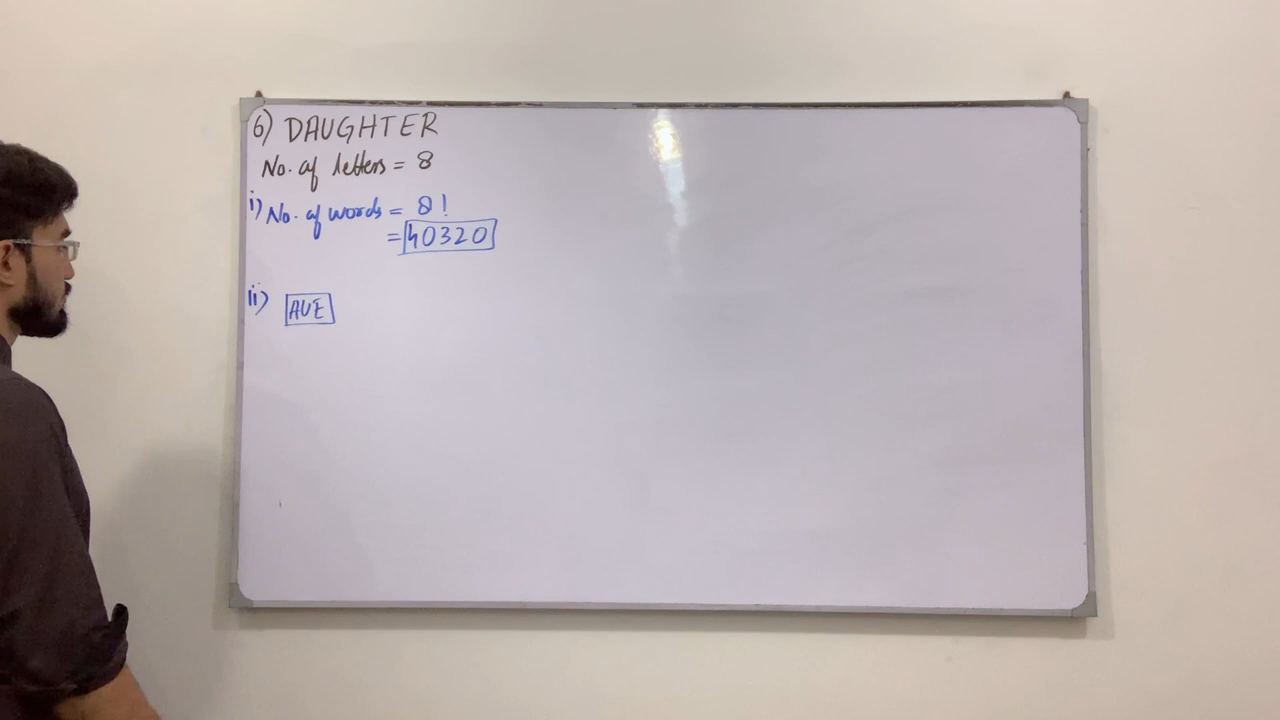 6) DAUGHTER
No. of letters = 8
i) No. of words = 8!
= 40320
ii) AUE